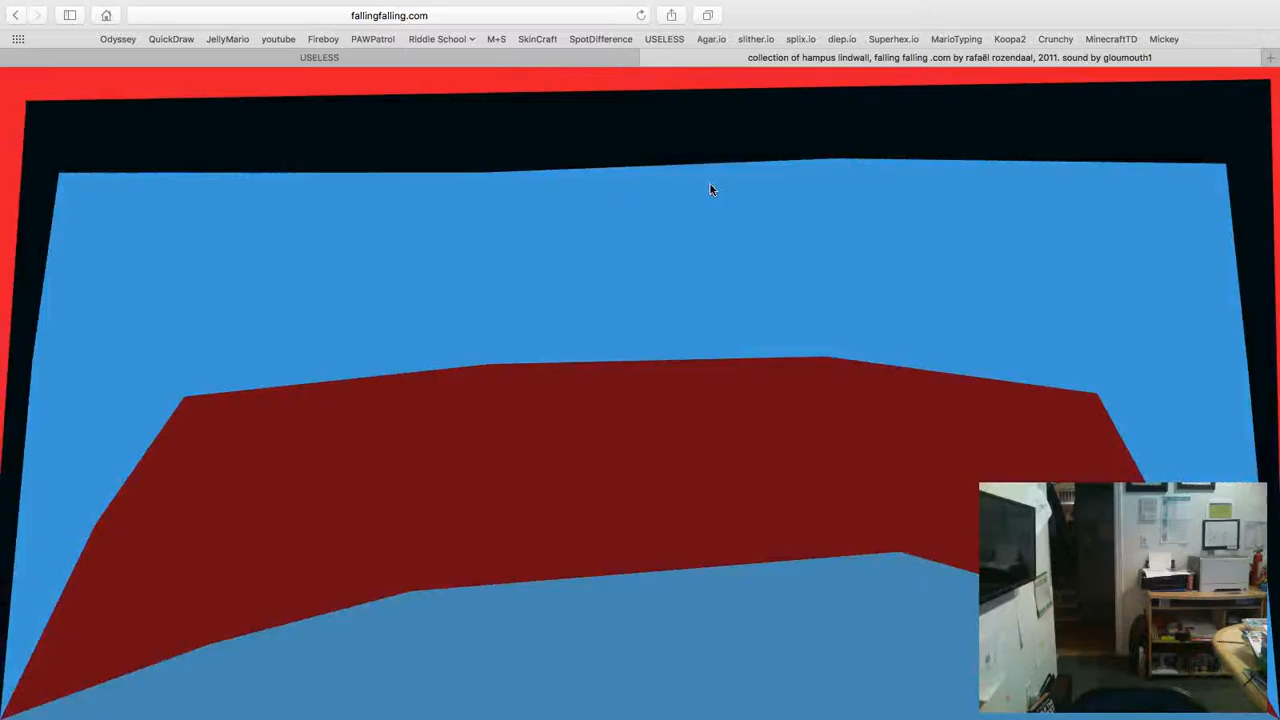 fallingfalling.com
Odyssey QuickDraw JellyMario youtube Fireboy PAWPatrol Riddle School M+S SkinCraft SpotDifference USELESS Agar.io slither.io splix.io diep.io Superhex.io MarioTyping Koopa2 Crunchy MinecraftTD Mickey
USELESS collection of hampus lindwall, falling falling .com by rafaël rozendaal, 2011. sound by gloumouth1